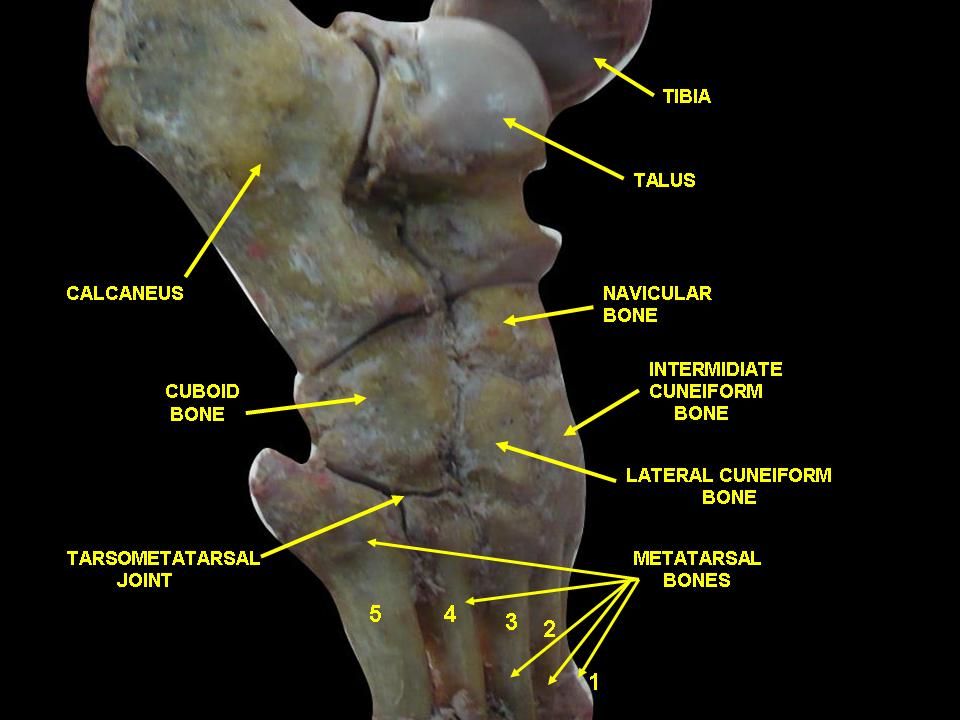 TIBIA
TALUS
CALCANEUS
NAVICULAR
BONE
INTERMIDIATE
CUNEIFORM
BONE
CUBOID
BONE
LATERAL CUNEIFORM
BONE
TARSOMETATARSAL
JOINT
METATARSAL
BONES
5
4
3
2
1